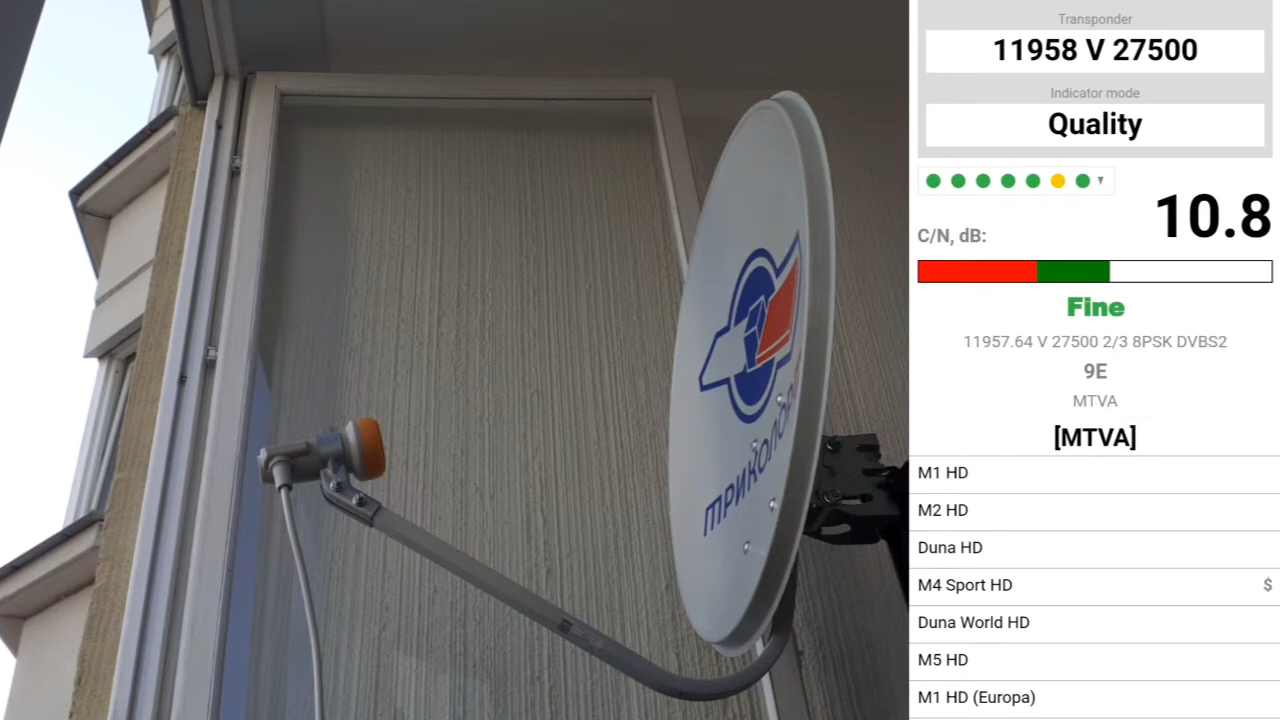 Transponder
11958 V 27500
Indicator mode
Quality
C/N, dB:
10.8
Fine
11957.64 V 27500 2/3 8PSK DVBS2
9E
MTVA
[MTVA]
M1 HD
M2 HD
Duna HD
M4 Sport HD $
Duna World HD
M5 HD
M1 HD (Europa)
ТРИКОЛОР